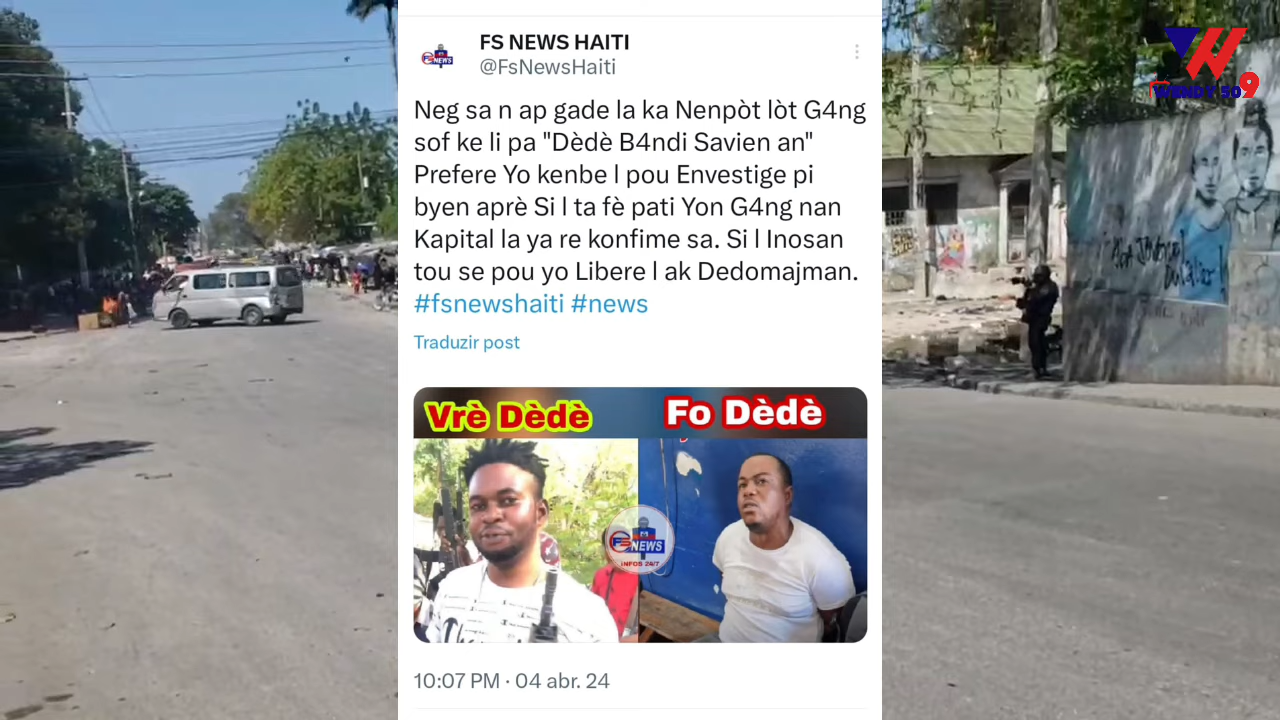 FS NEWS HAITI
@FsNewsHaiti
Neg sa n ap gade la ka Nenpòt lòt G4ng
sof ke li pa "Dèdè B4ndi Savien an"
Prefere Yo kenbe l pou Envestige pi
byen aprè Si l ta fè pati Yon G4ng nan
Kapital la ya re konfime sa. Si l Inosan
tou se pou yo Libere l ak Dedomajman.
#fsnewshaiti #news
Traduzir post
Vrè Dèdè
Fo Dèdè
FS NEWS
INFOS 24/7
10:07 PM · 04 abr. 24
WENDY 509